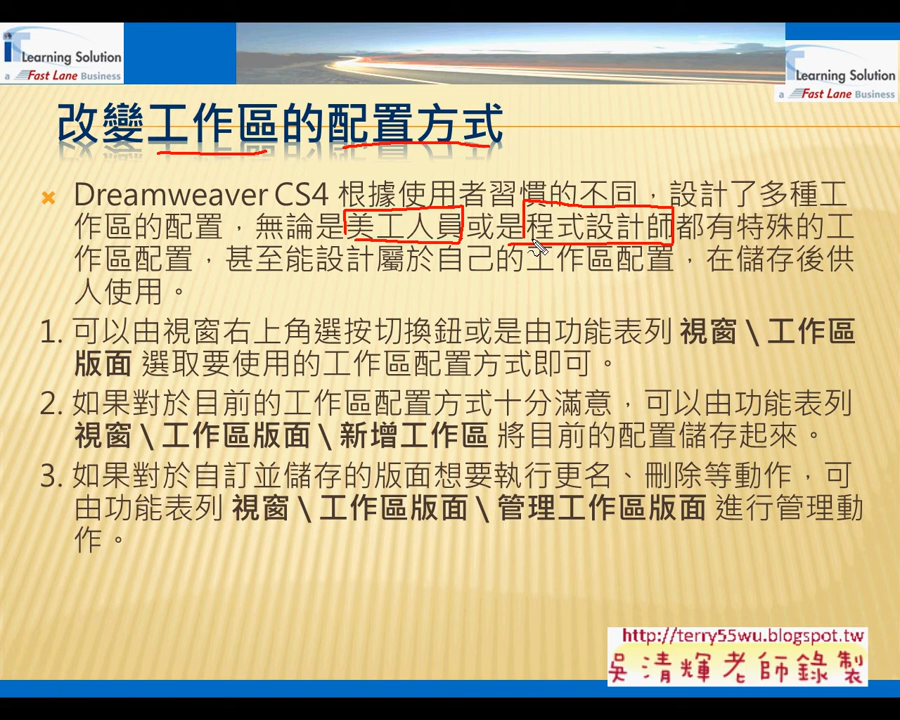 iT Learning Solution
a Fast Lane Business
iT Learning Solution
a Fast Lane Business
改變工作區的配置方式
Dreamweaver CS4 根據使用者習慣的不同，設計了多種工
作區的配置，無論是美工人員或是程式設計師都有特殊的工
作區配置，甚至能設計屬於自己的工作區配置，在儲存後供
人使用。
1. 可以由視窗右上角選按切換鈕或是由功能表列 視窗 \ 工作區
版面 選取要使用的工作區配置方式即可。
2. 如果對於目前的工作區配置方式十分滿意，可以由功能表列
視窗 \ 工作區版面 \ 新增工作區 將目前的配置儲存起來。
3. 如果對於自訂並儲存的版面想要執行更名、刪除等動作，可
由功能表列 視窗 \ 工作區版面 \ 管理工作區版面 進行管理動
作。
http://terry55wu.blogspot.tw
吳清輝老師錄製